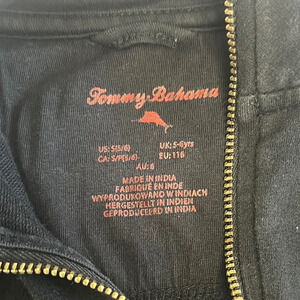 Tommy Bahama
US: S(5/6) UK: 5-6yrs
CA: S/P(5/6) EU: 116
AU: 6
MADE IN INDIA
FABRIQUÉ EN INDE
WYPRODUKOWANO W INDIACH
HERGESTELLT IN INDIEN
GEPRODUCEERD IN INDIEN